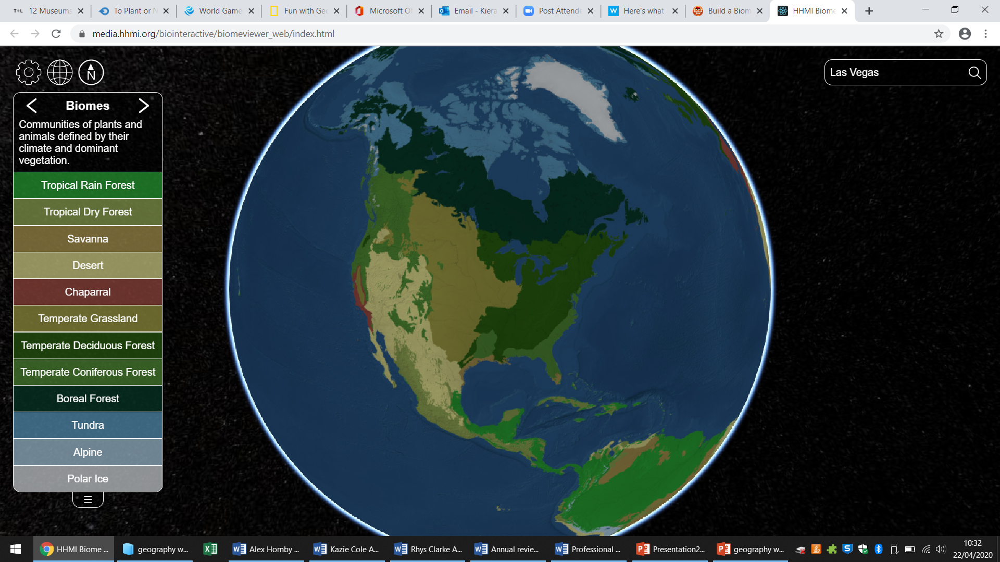 T+L 12 Museums
To Plant or N
World Game
Fun with Geo
Microsoft Of
Email - Kiera
Post Attende
Here's what
Build a Biom
HHMI Biome
media.hhmi.org/biointeractive/biomeviewer_web/index.html
N
Las Vegas
Biomes
Communities of plants and
animals defined by their
climate and dominant
vegetation.
Tropical Rain Forest
Tropical Dry Forest
Savanna
Desert
Chaparral
Temperate Grassland
Temperate Deciduous Forest
Temperate Coniferous Forest
Boreal Forest
Tundra
Alpine
Polar Ice
HHMI Biome ...
geography w...
Alex Hornby ...
Kazie Cole A...
Rhys Clarke A...
Annual revie...
Professional ...
Presentation2...
geography w...
10:32
22/04/2020